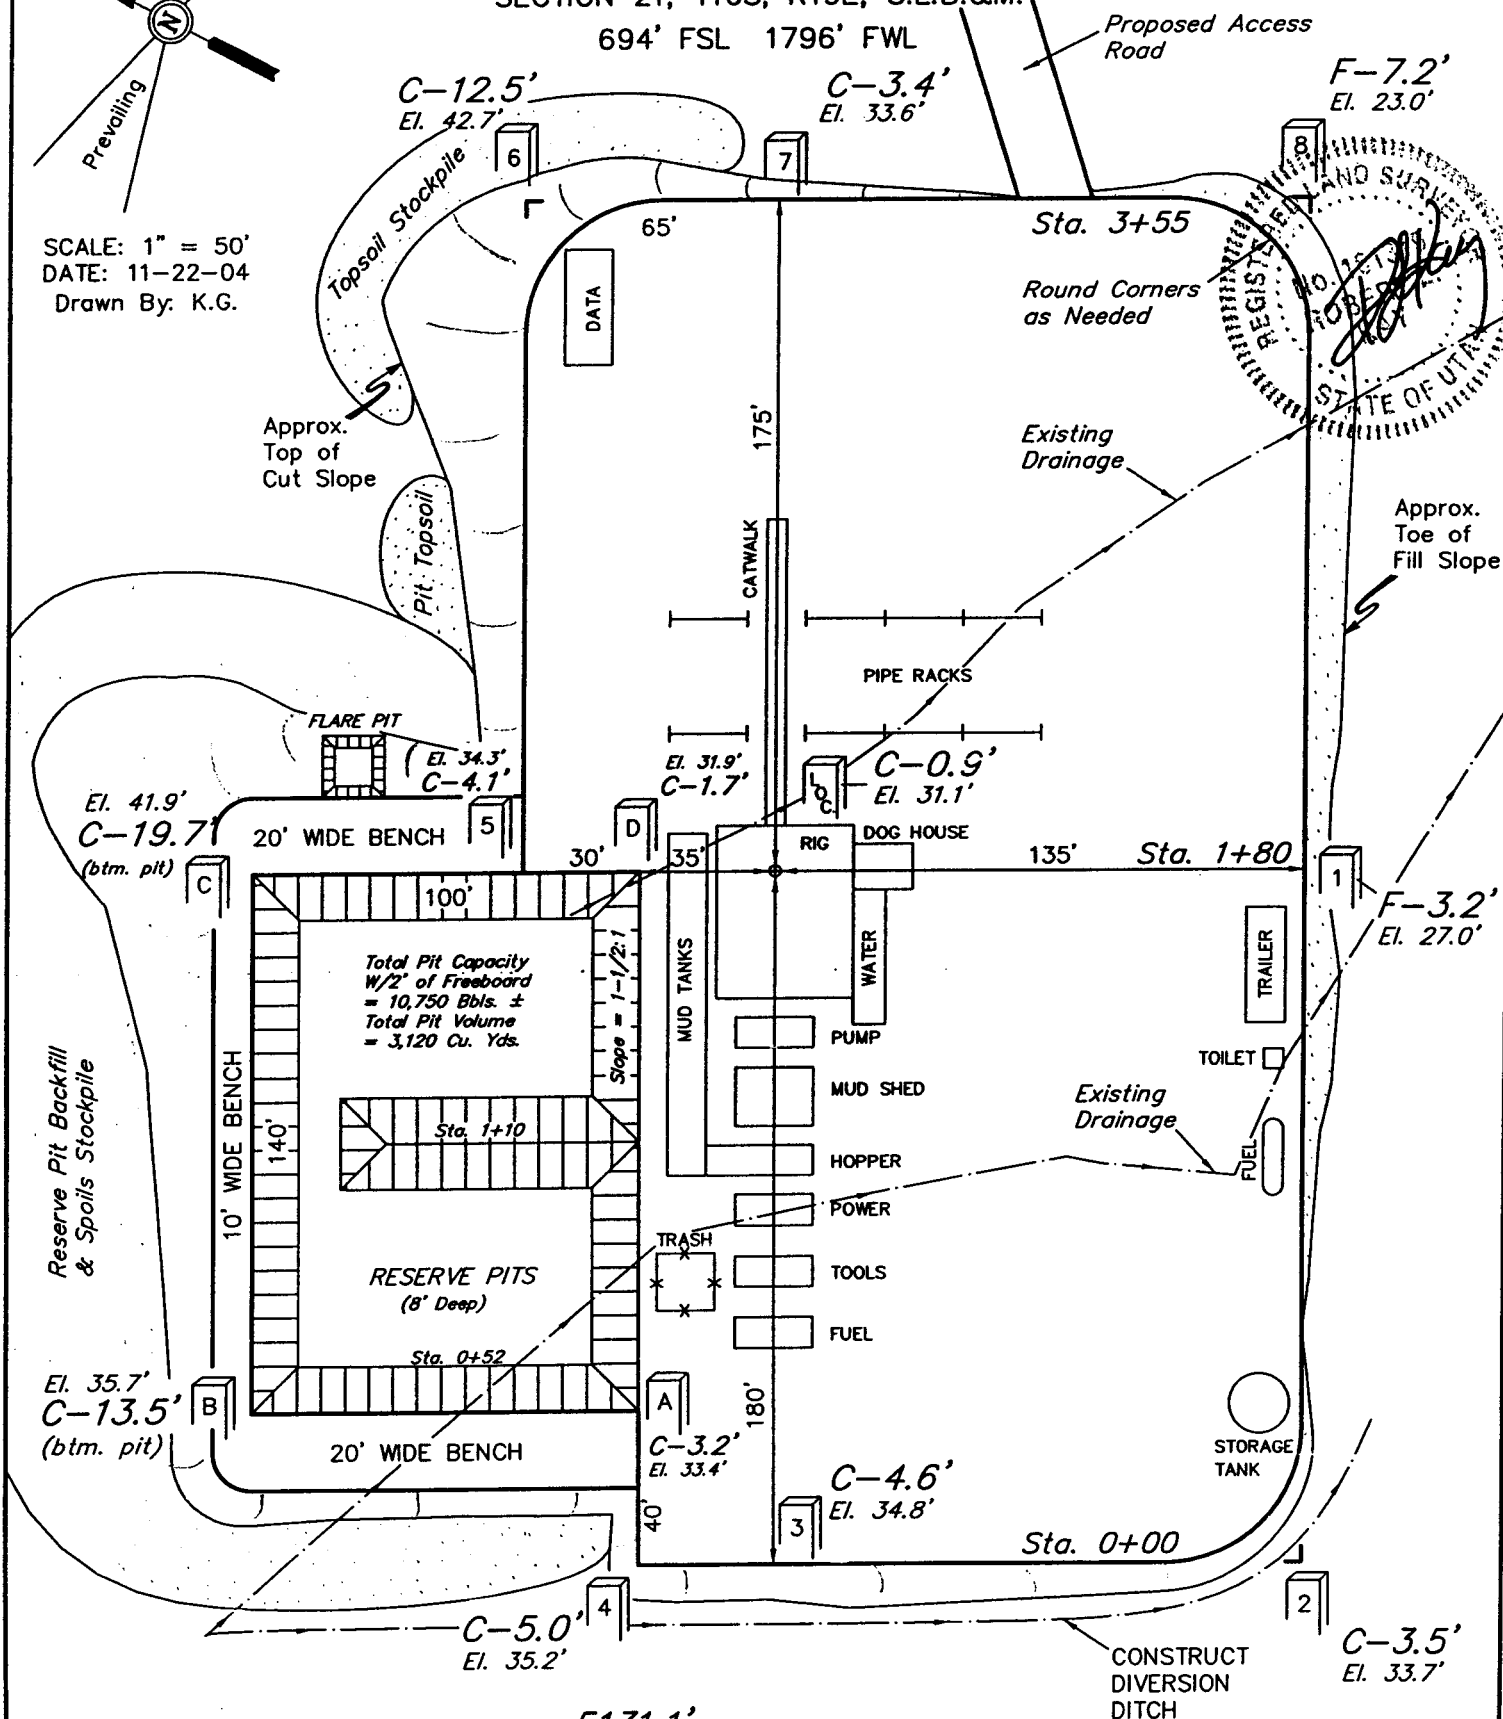 694' FSL 1796' FWL
Proposed Access
Road
C-12.5'
El. 42.7'
C-3.4'
El. 33.6'
F-7.2'
El. 23.0'
N
Prevailing
6
7
8
Topsoil Stockpile
65'
Sta. 3+55
REGISTERED LAND SURVEY
STATE OF UTAH
SCALE: 1" = 50'
DATE: 11-22-04
Drawn By: K.G.
DATA
Round Corners
as Needed
Approx.
Top of
Cut Slope
175'
Existing
Drainage
Pit Topsoil
CATWALK
Approx.
Toe of
Fill Slope
PIPE RACKS
FLARE PIT
El. 34.3'
C-4.1'
El. 31.9'
C-1.7'
LOC.
C-0.9'
El. 31.1'
El. 41.9'
C-19.7'
(btm. pit)
20' WIDE BENCH
5
D
RIG
DOG HOUSE
C
30'
35'
135'
Sta. 1+80
1
100'
F-3.2'
El. 27.0'
Total Pit Capacity
W/2' of Freeboard
= 10,750 Bbls. ±
Total Pit Volume
= 3,120 Cu. Yds.
Slope = 1-1/2:1
MUD TANKS
WATER
TRAILER
PUMP
TOILET
MUD SHED
Reserve Pit Backfill
& Spoils Stockpile
10' WIDE BENCH
140'
Sta. 1+10
Existing
Drainage
HOPPER
FUEL
POWER
TRASH
RESERVE PITS
(8' Deep)
TOOLS
FUEL
Sta. 0+52
El. 35.7'
C-13.5'
(btm. pit)
B
A
180'
20' WIDE BENCH
C-3.2'
El. 33.4'
STORAGE
TANK
C-4.6'
El. 34.8'
40'
3
Sta. 0+00
4
2
C-5.0'
El. 35.2'
C-3.5'
El. 33.7'
CONSTRUCT
DIVERSION
DITCH